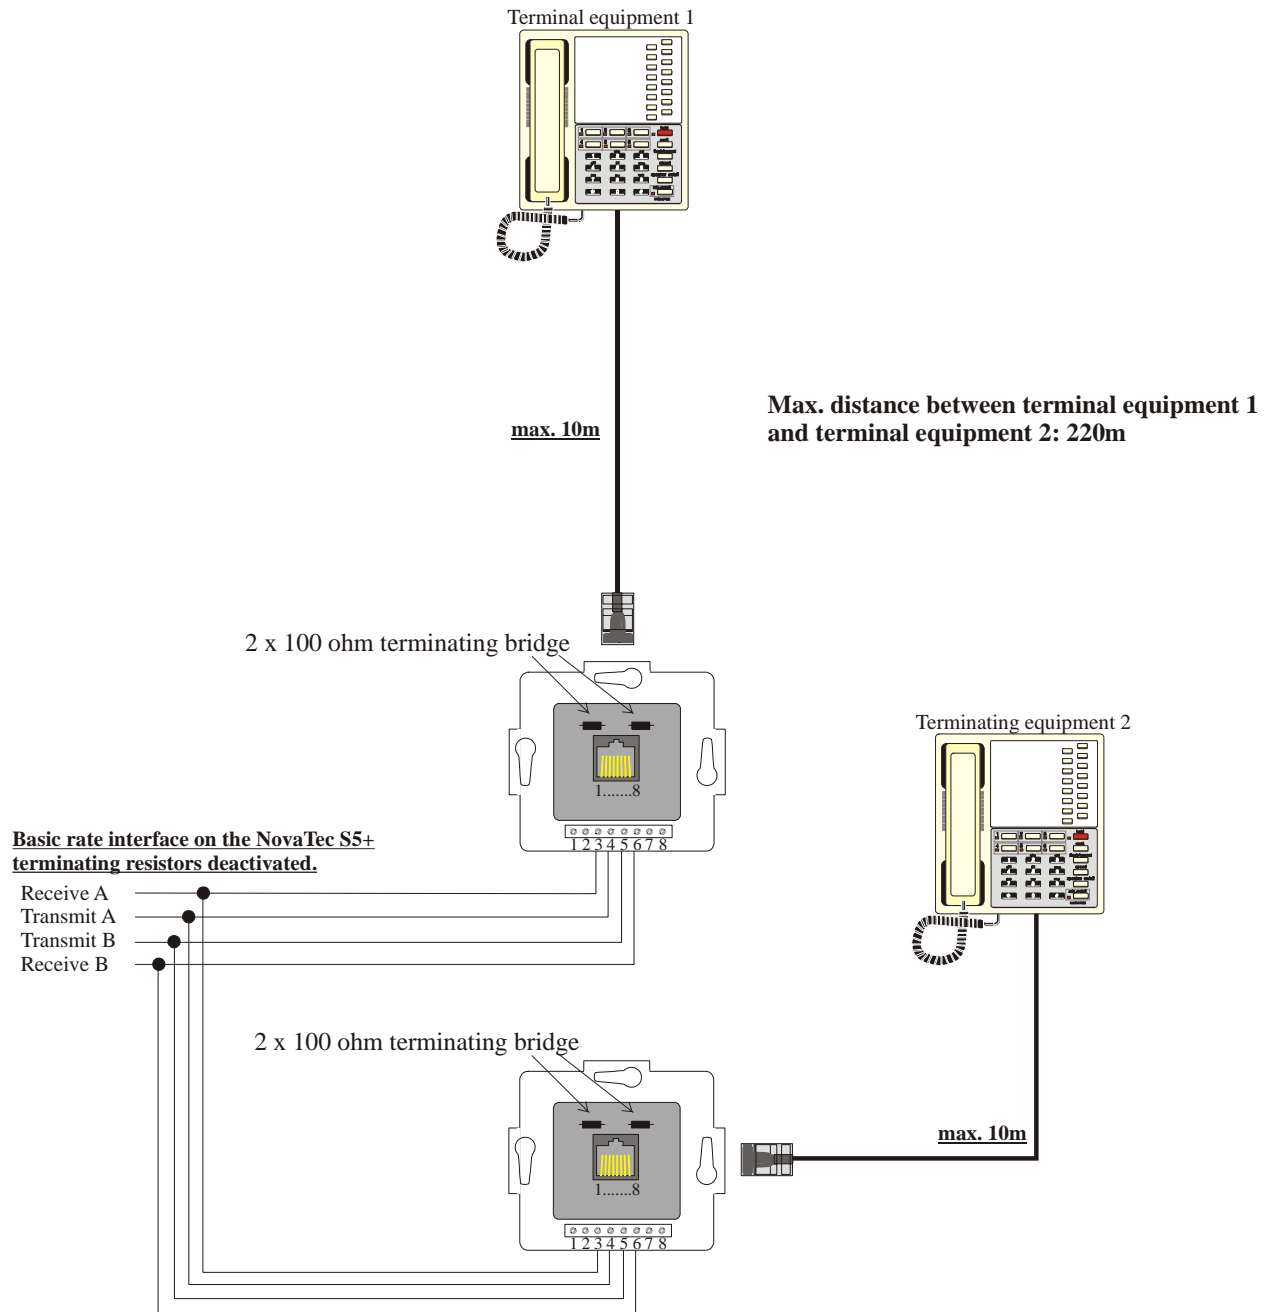 Terminal equipment 1
max. 10m
Max. distance between terminal equipment 1
and terminal equipment 2: 220m
2 x 100 ohm terminating bridge
1.......8
1 2 3 4 5 6 7 8
Terminating equipment 2
Basic rate interface on the NovaTec S5+
terminating resistors deactivated.
Receive A
Transmit A
Transmit B
Receive B
2 x 100 ohm terminating bridge
1.......8
1 2 3 4 5 6 7 8
max. 10m